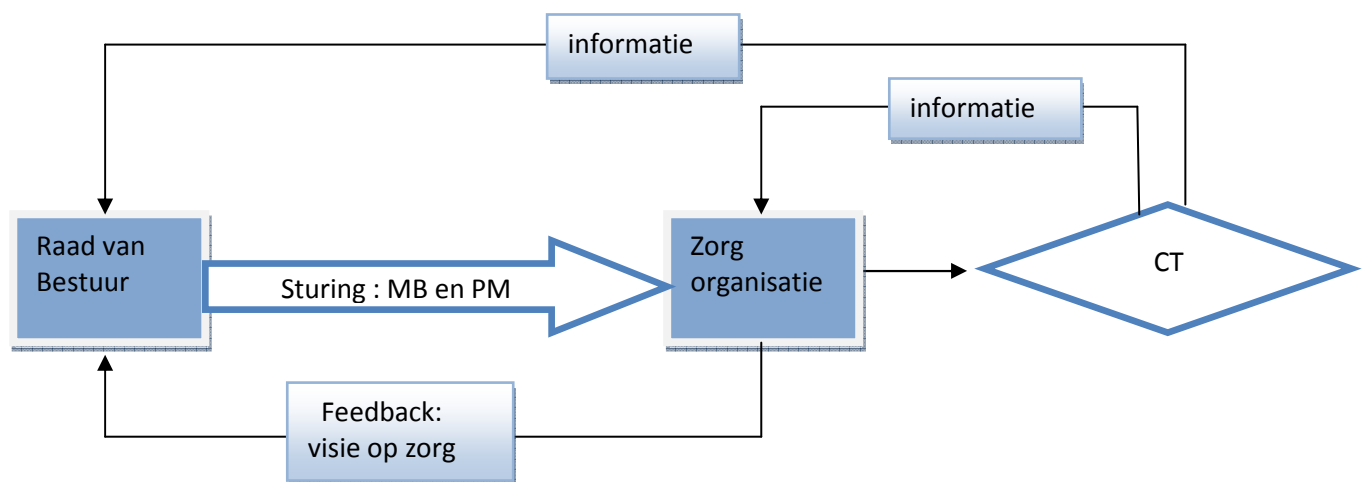 informatie
informatie
Raad van
Bestuur
Sturing : MB en PM
Zorg
organisatie
CT
Feedback:
visie op zorg